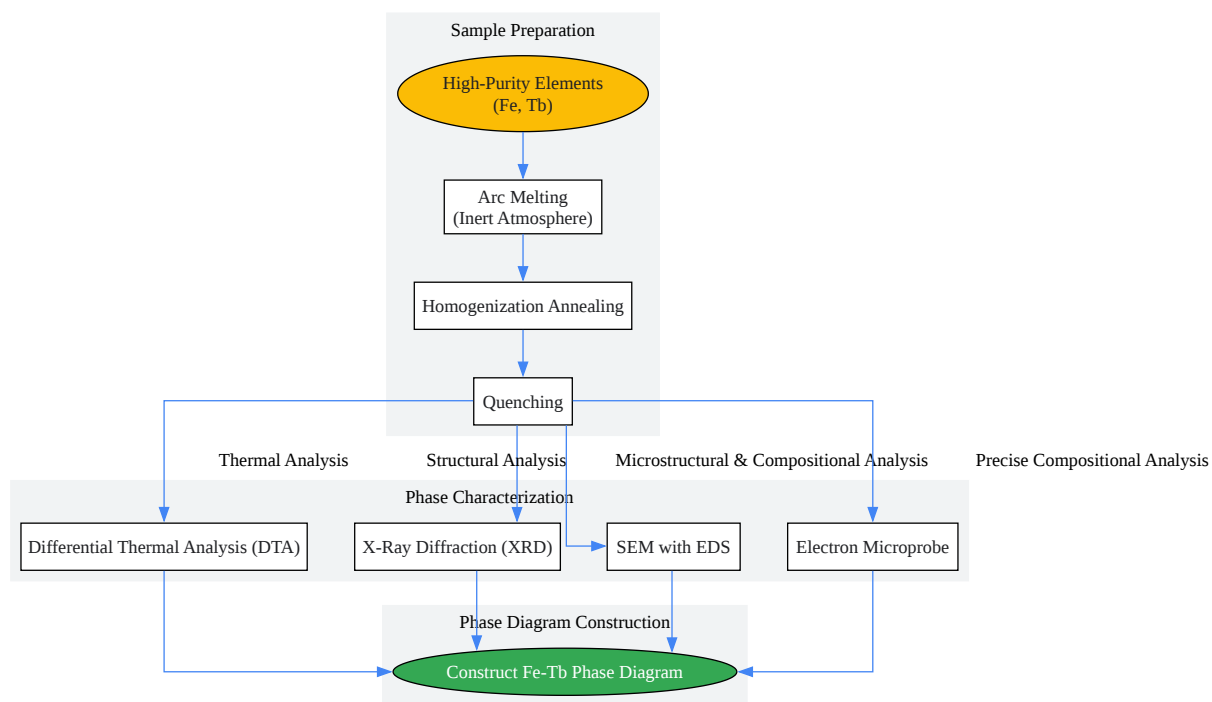 Sample Preparation
High-Purity Elements
(Fe, Tb)
Arc Melting
(Inert Atmosphere)
Homogenization Annealing
Quenching
Thermal Analysis
Structural Analysis
Microstructural & Compositional Analysis
Precise Compositional Analysis
Phase Characterization
Differential Thermal Analysis (DTA)
X-Ray Diffraction (XRD)
SEM with EDS
Electron Microprobe
Phase Diagram Construction
Construct Fe-Tb Phase Diagram